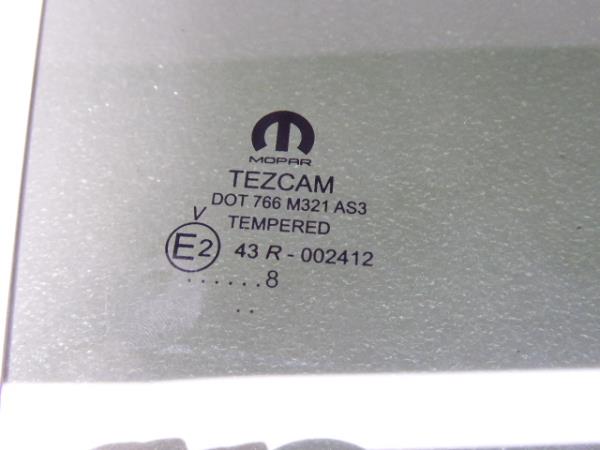 MOPAR
TEZCAM
DOT 766 M321 AS3
V
TEMPERED
E2 43 R - 002412
......8
..